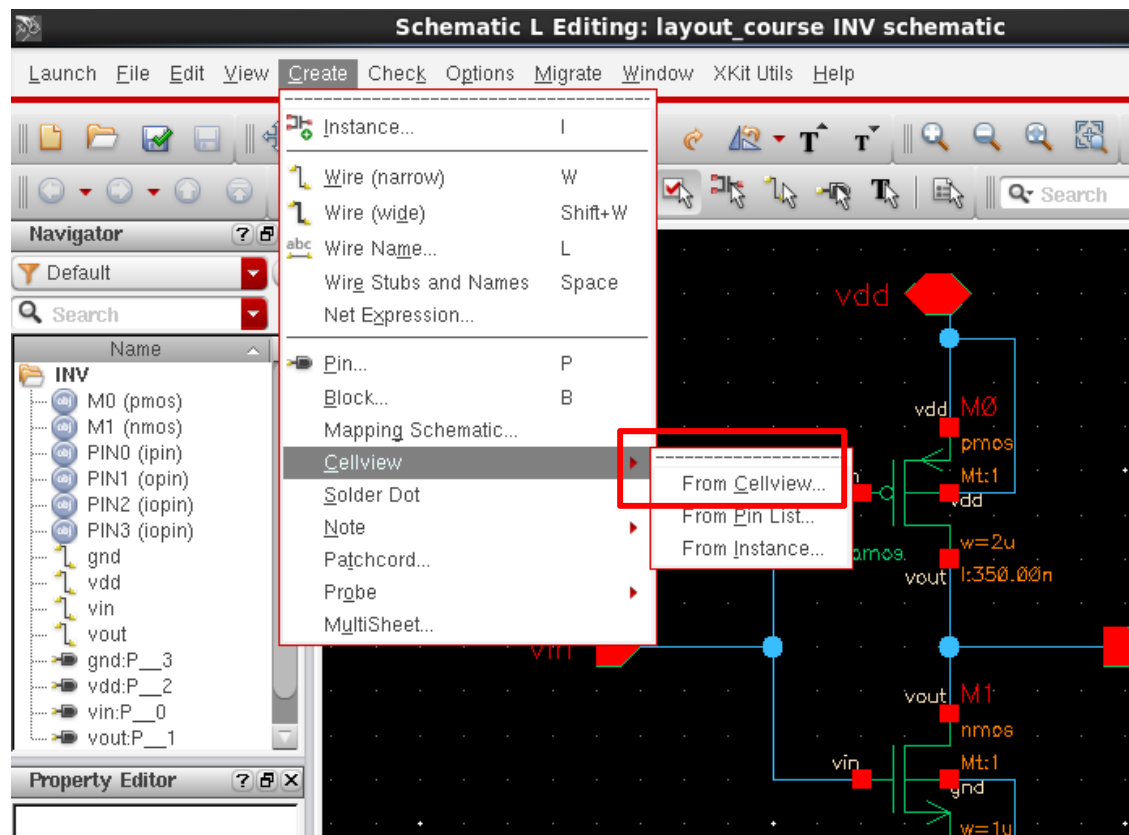 Schematic L Editing: layout_course INV schematic
Launch File Edit View Create Check Options Migrate Window XKit Utils Help
Instance... I
Wire (narrow) W
Wire (wide) Shift+W
abc Wire Name... L
Wire Stubs and Names Space
Net Expression...
Pin... P
Block... B
Mapping Schematic...
Cellview
Solder Dot
Note
Patchcord...
Probe
MultiSheet...
From Cellview...
From Pin List...
From Instance...
Search
Navigator
Default
Search
Name
INV
M0 (pmos)
M1 (nmos)
PIN0 (ipin)
PIN1 (opin)
PIN2 (iopin)
PIN3 (iopin)
gnd
vdd
vin
vout
gnd:P__3
vdd:P__2
vin:P__0
vout:P__1
Property Editor
vdd
vdd M0
pmos
Mt:1
vdd
w=2u
vout l:350.00n
vin
vout M1
nmos
vin Mt:1
gnd
w=1u